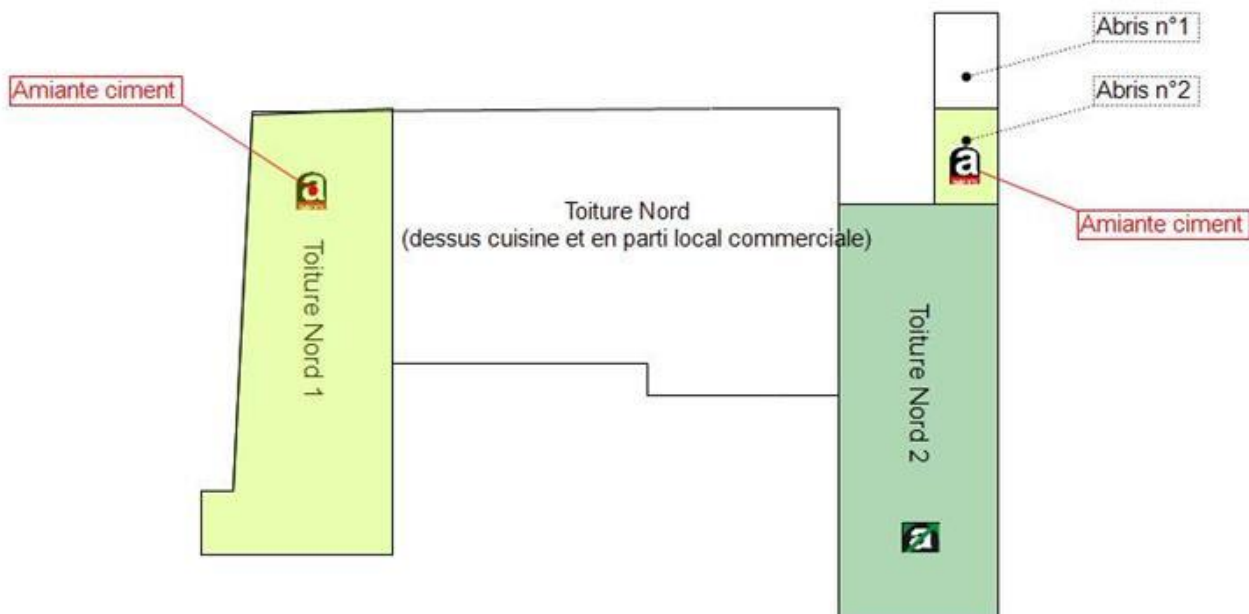 Abris n°1
Amiante ciment
Abris n°2
a
a
Toiture Nord
(dessus cuisine et en parti local commerciale)
Amiante ciment
Toiture Nord 1
Toiture Nord 2
a